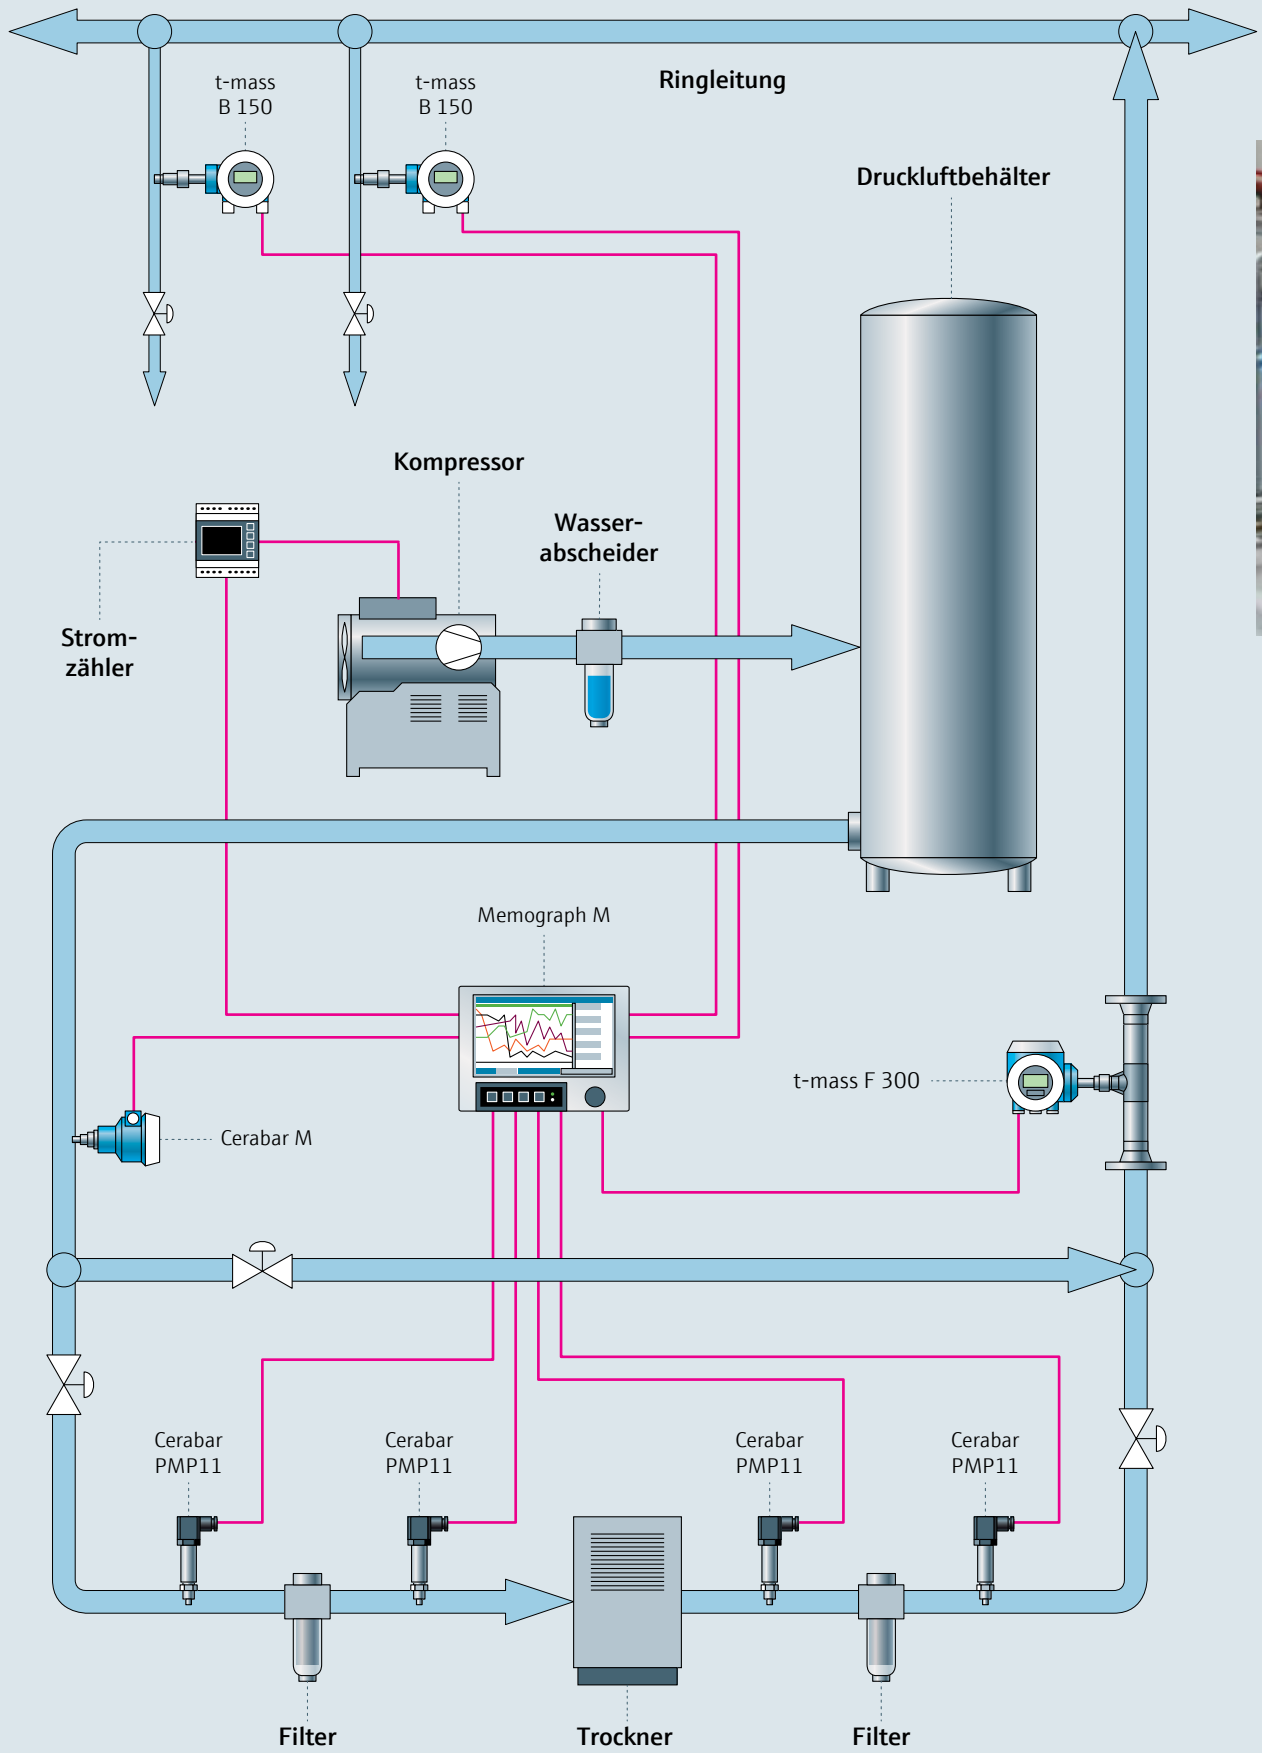 t-mass
B 150
t-mass
B 150
Ringleitung
Druckluftbehälter
Kompressor
Wasser-
abscheider
Strom-
zähler
Memograph M
t-mass F 300
Cerabar M
Cerabar
PMP11
Cerabar
PMP11
Cerabar
PMP11
Cerabar
PMP11
Filter
Trockner
Filter